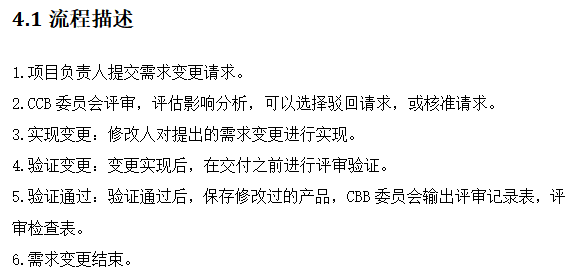 4.1 流程描述
1.项目负责人提交需求变更请求。
2.CCB 委员会评审，评估影响分析，可以选择驳回请求，或核准请求。
3.实现变更：修改人对提出的需求变更进行实现。
4.验证变更：变更实现后，在交付之前进行评审验证。
5.验证通过：验证通过后，保存修改过的产品，CBB 委员会输出评审记录表，评
审检查表。
6.需求变更结束。